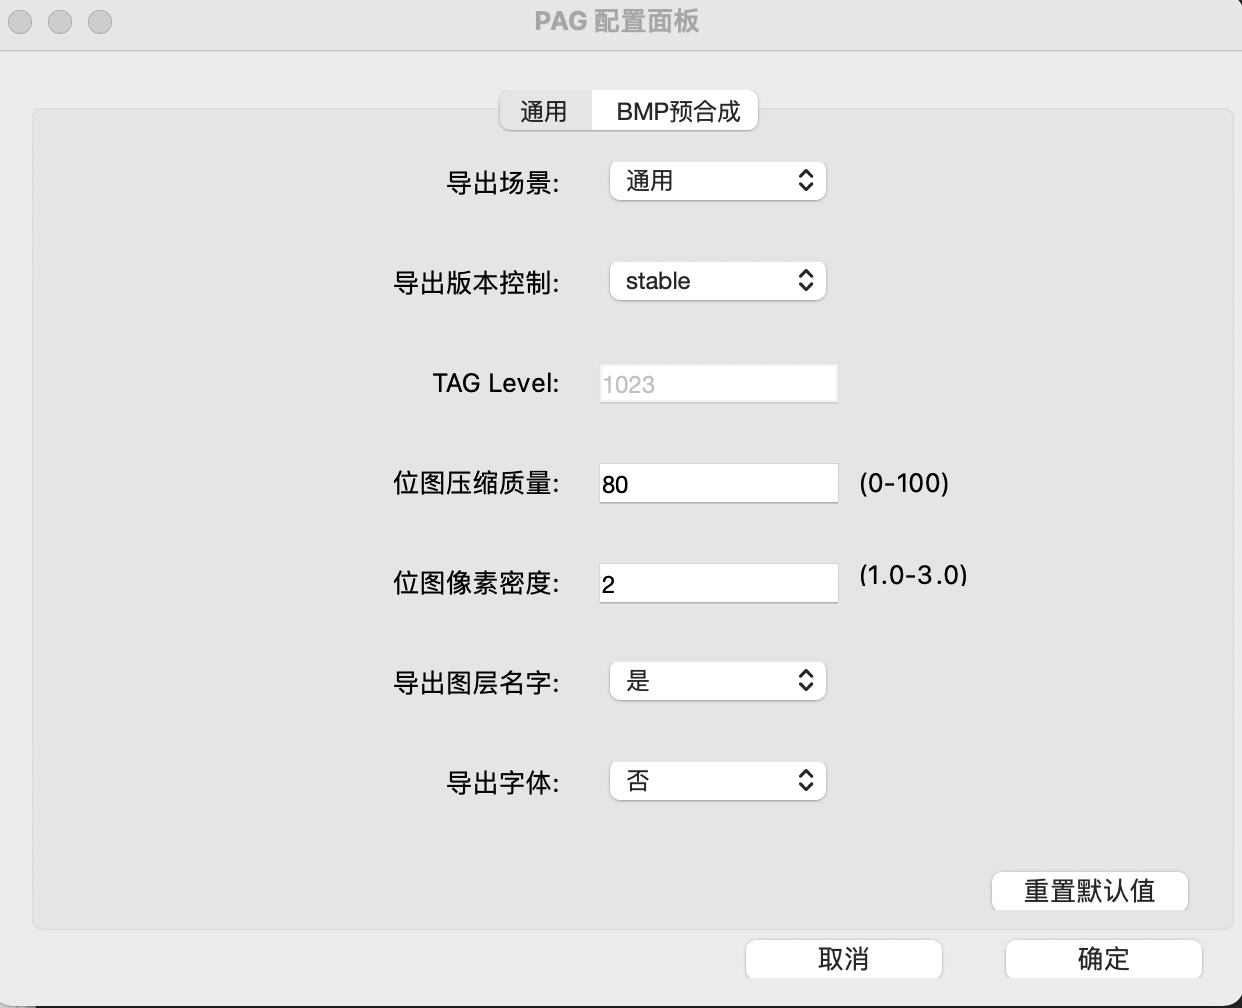 PAG 配置面板
通用 BMP预合成
导出场景: 通用
导出版本控制: stable
TAG Level: 1023
位图压缩质量: 80 (0-100)
位图像素密度: 2 (1.0-3.0)
导出图层名字: 是
导出字体: 否
重置默认值
取消 确定